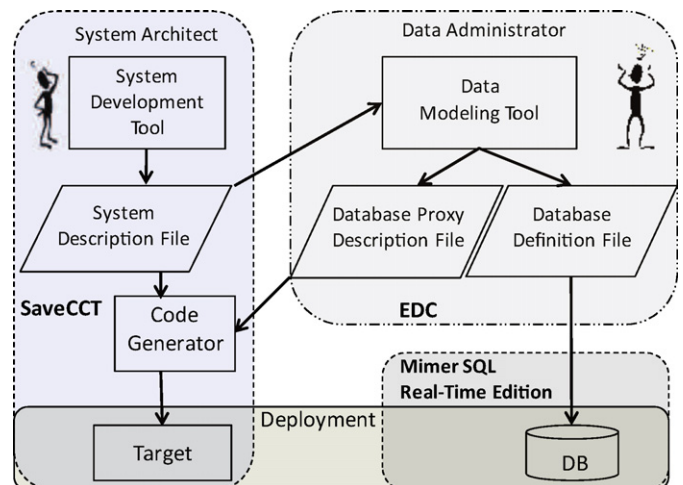 System Architect
Data Administrator
System
Development
Tool
Data
Modeling Tool
System
Description File
Database Proxy
Description File
Database
Definition File
SaveCCT
Code
Generator
EDC
Mimer SQL
Real-Time Edition
Deployment
Target
DB